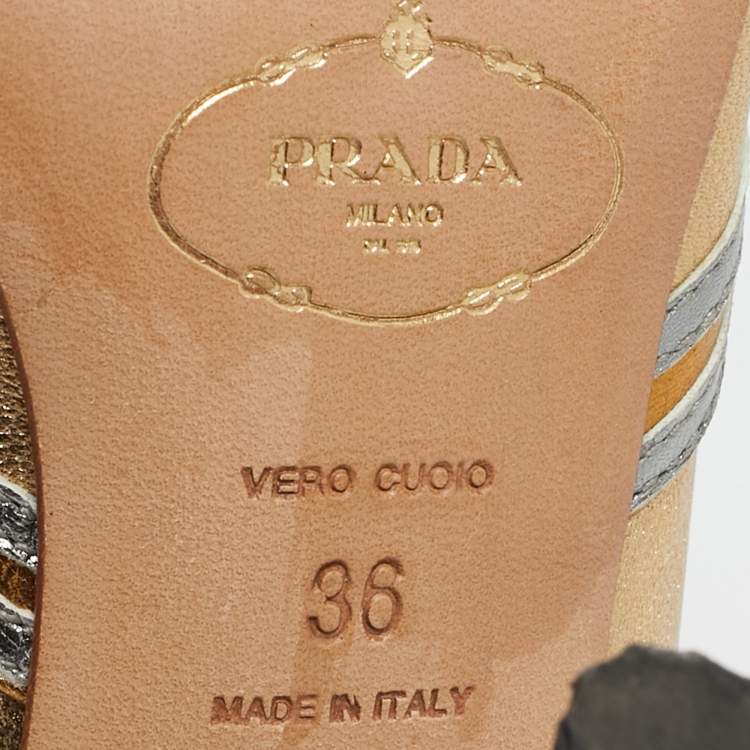 PRADA
MILANO
VERO CUOIO
36
MADE IN ITALY